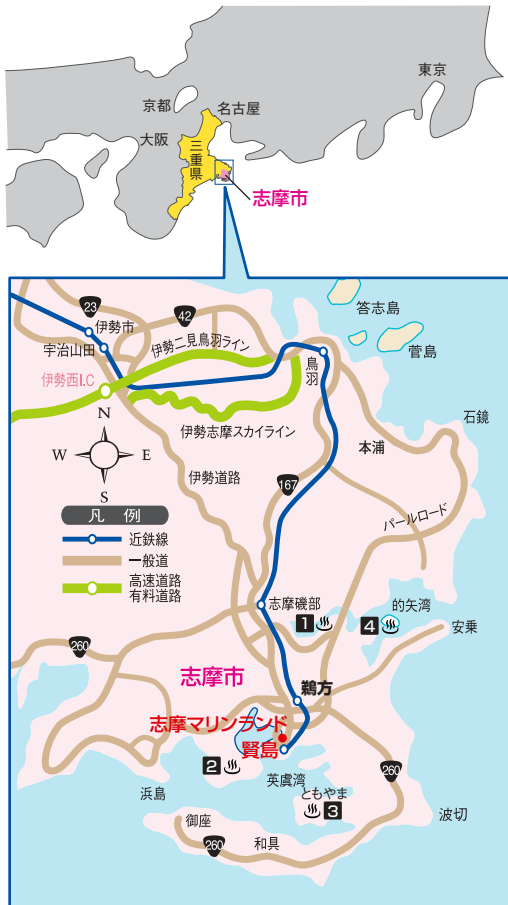 東京
京都
名古屋
大阪
三重県
志摩市
答志島
23
42
伊勢市
菅島
宇治山田
伊勢二見鳥羽ライン
鳥羽
伊勢西I.C
石鏡
N
伊勢志摩スカイライン
本浦
W
E
伊勢道路
167
S
パールロード
凡 例
近鉄線
一般道
高速道路
有料道路
志摩磯部
的矢湾
1
4
安乗
260
志摩市
鵜方
志摩マリンランド
賢島
2
英虞湾
260
浜島
ともやま
3
御座
波切
260
和具